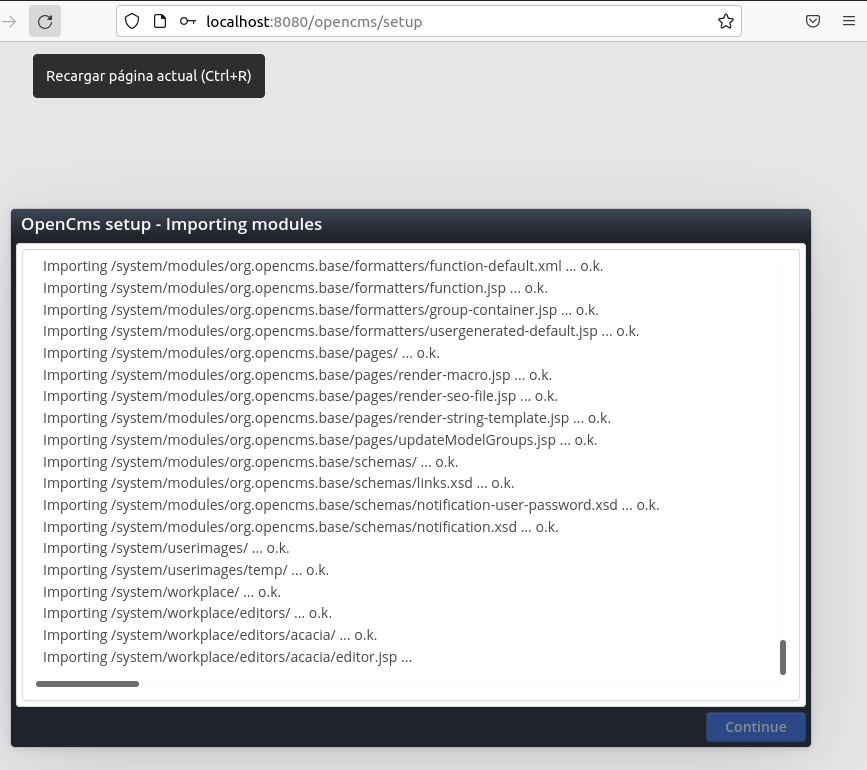 localhost:8080/opencms/setup
Recargar página actual (Ctrl+R)
OpenCms setup - Importing modules
Importing /system/modules/org.opencms.base/formatters/function-default.xml ... o.k.
Importing /system/modules/org.opencms.base/formatters/function.jsp ... o.k.
Importing /system/modules/org.opencms.base/formatters/group-container.jsp ... o.k.
Importing /system/modules/org.opencms.base/formatters/usergenerated-default.jsp ... o.k.
Importing /system/modules/org.opencms.base/pages/ ... o.k.
Importing /system/modules/org.opencms.base/pages/render-macro.jsp ... o.k.
Importing /system/modules/org.opencms.base/pages/render-seo-file.jsp ... o.k.
Importing /system/modules/org.opencms.base/pages/render-string-template.jsp ... o.k.
Importing /system/modules/org.opencms.base/pages/updateModelGroups.jsp ... o.k.
Importing /system/modules/org.opencms.base/schemas/ ... o.k.
Importing /system/modules/org.opencms.base/schemas/links.xsd ... o.k.
Importing /system/modules/org.opencms.base/schemas/notification-user-password.xsd ... o.k.
Importing /system/modules/org.opencms.base/schemas/notification.xsd ... o.k.
Importing /system/userimages/ ... o.k.
Importing /system/userimages/temp/ ... o.k.
Importing /system/workplace/ ... o.k.
Importing /system/workplace/editors/ ... o.k.
Importing /system/workplace/editors/acacia/ ... o.k.
Importing /system/workplace/editors/acacia/editor.jsp ...
Continue